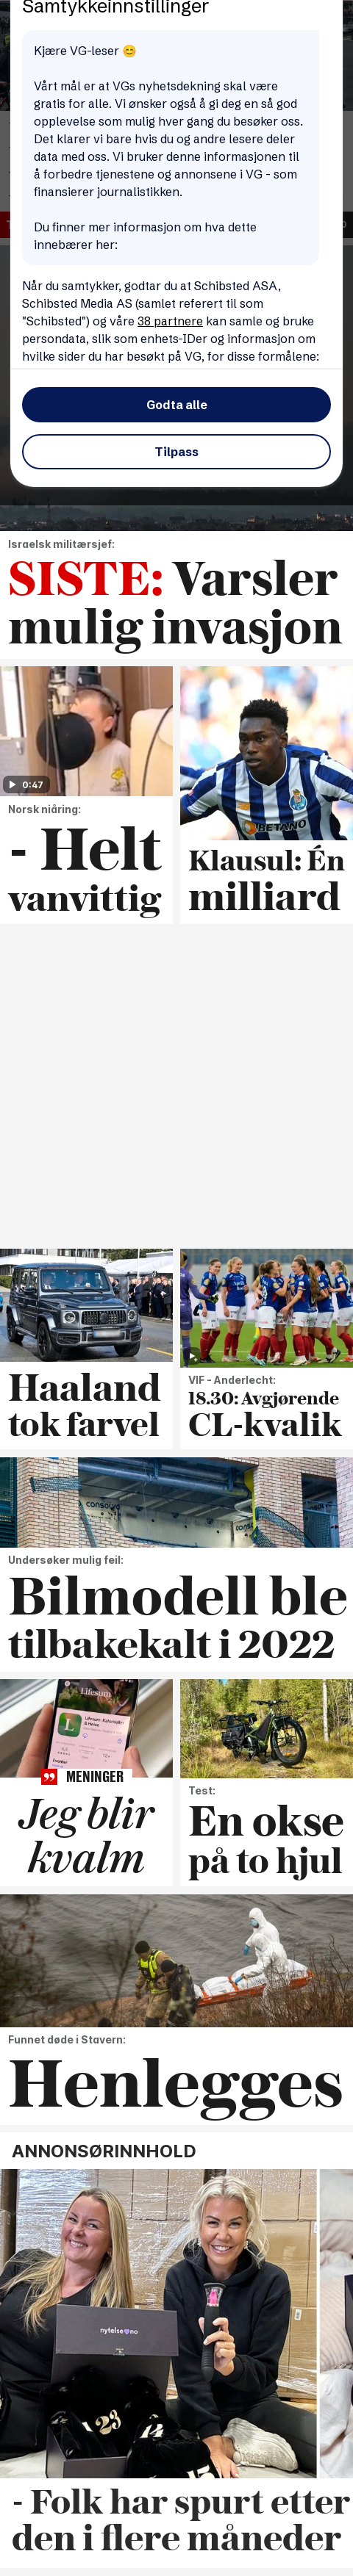 Samtykkeinnstillinger
Kjære VG-leser 😊
Vårt mål er at VGs nyhetsdekning skal være
gratis for alle. Vi ønsker også å gi deg en så god
opplevelse som mulig hver gang du besøker oss.
Det klarer vi bare hvis du og andre lesere deler
data med oss. Vi bruker denne informasjonen til
å forbedre tjenestene og annonsene i VG - som
finansierer journalistikken.
Du finner mer informasjon om hva dette
innebærer her:
Når du samtykker, godtar du at Schibsted ASA,
Schibsted Media AS (samlet referert til som
"Schibsted") og våre 38 partnere kan samle og bruke
persondata, slik som enhets-IDer og informasjon om
hvilke sider du har besøkt på VG, for disse formålene:
Godta alle
Tilpass
Israelsk militærsjef:
SISTE: Varsler
mulig invasjon
0:47
BETANO
Norsk niåring:
- Helt
vanvittig
Klausul: Én
milliard
Haaland
tok farvel
VIF - Anderlecht:
18.30: Avgjørende
CL-kvalik
consolvo
Undersøker mulig feil:
Bilmodell ble
tilbakekalt i 2022
Lifesum
Lifesum: Kaloriteller
MENINGER
Jeg blir
kvalm
Test:
En okse
på to hjul
Funnet døde i Stavern:
Henlegges
ANNONSØRINNHOLD
nytelse.no
23
12
- Folk har spurt etter
den i flere måneder